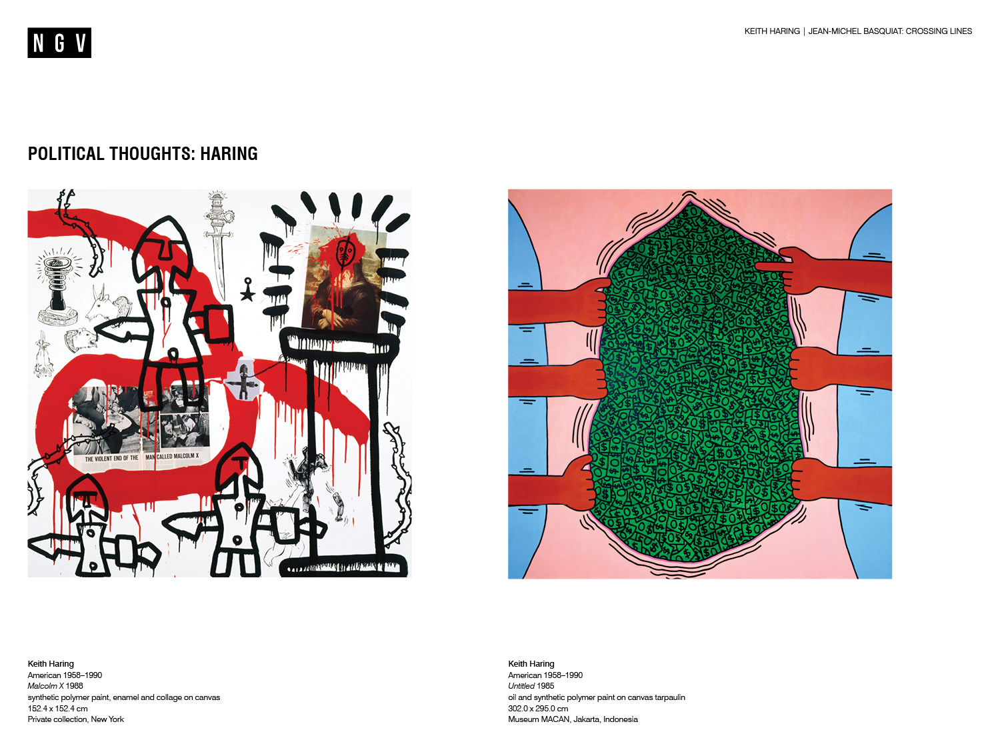 NGV
KEITH HARING | JEAN-MICHEL BASQUIAT: CROSSING LINES
POLITICAL THOUGHTS: HARING
LIFE
THE VIOLENT END OF THE MAN CALLED MALCOLM X
Keith Haring
American 1958–1990
Malcolm X 1988
synthetic polymer paint, enamel and collage on canvas
152.4 x 152.4 cm
Private collection, New York
Keith Haring
American 1958–1990
Untitled 1985
oil and synthetic polymer paint on canvas tarpaulin
302.0 x 295.0 cm
Museum MACAN, Jakarta, Indonesia